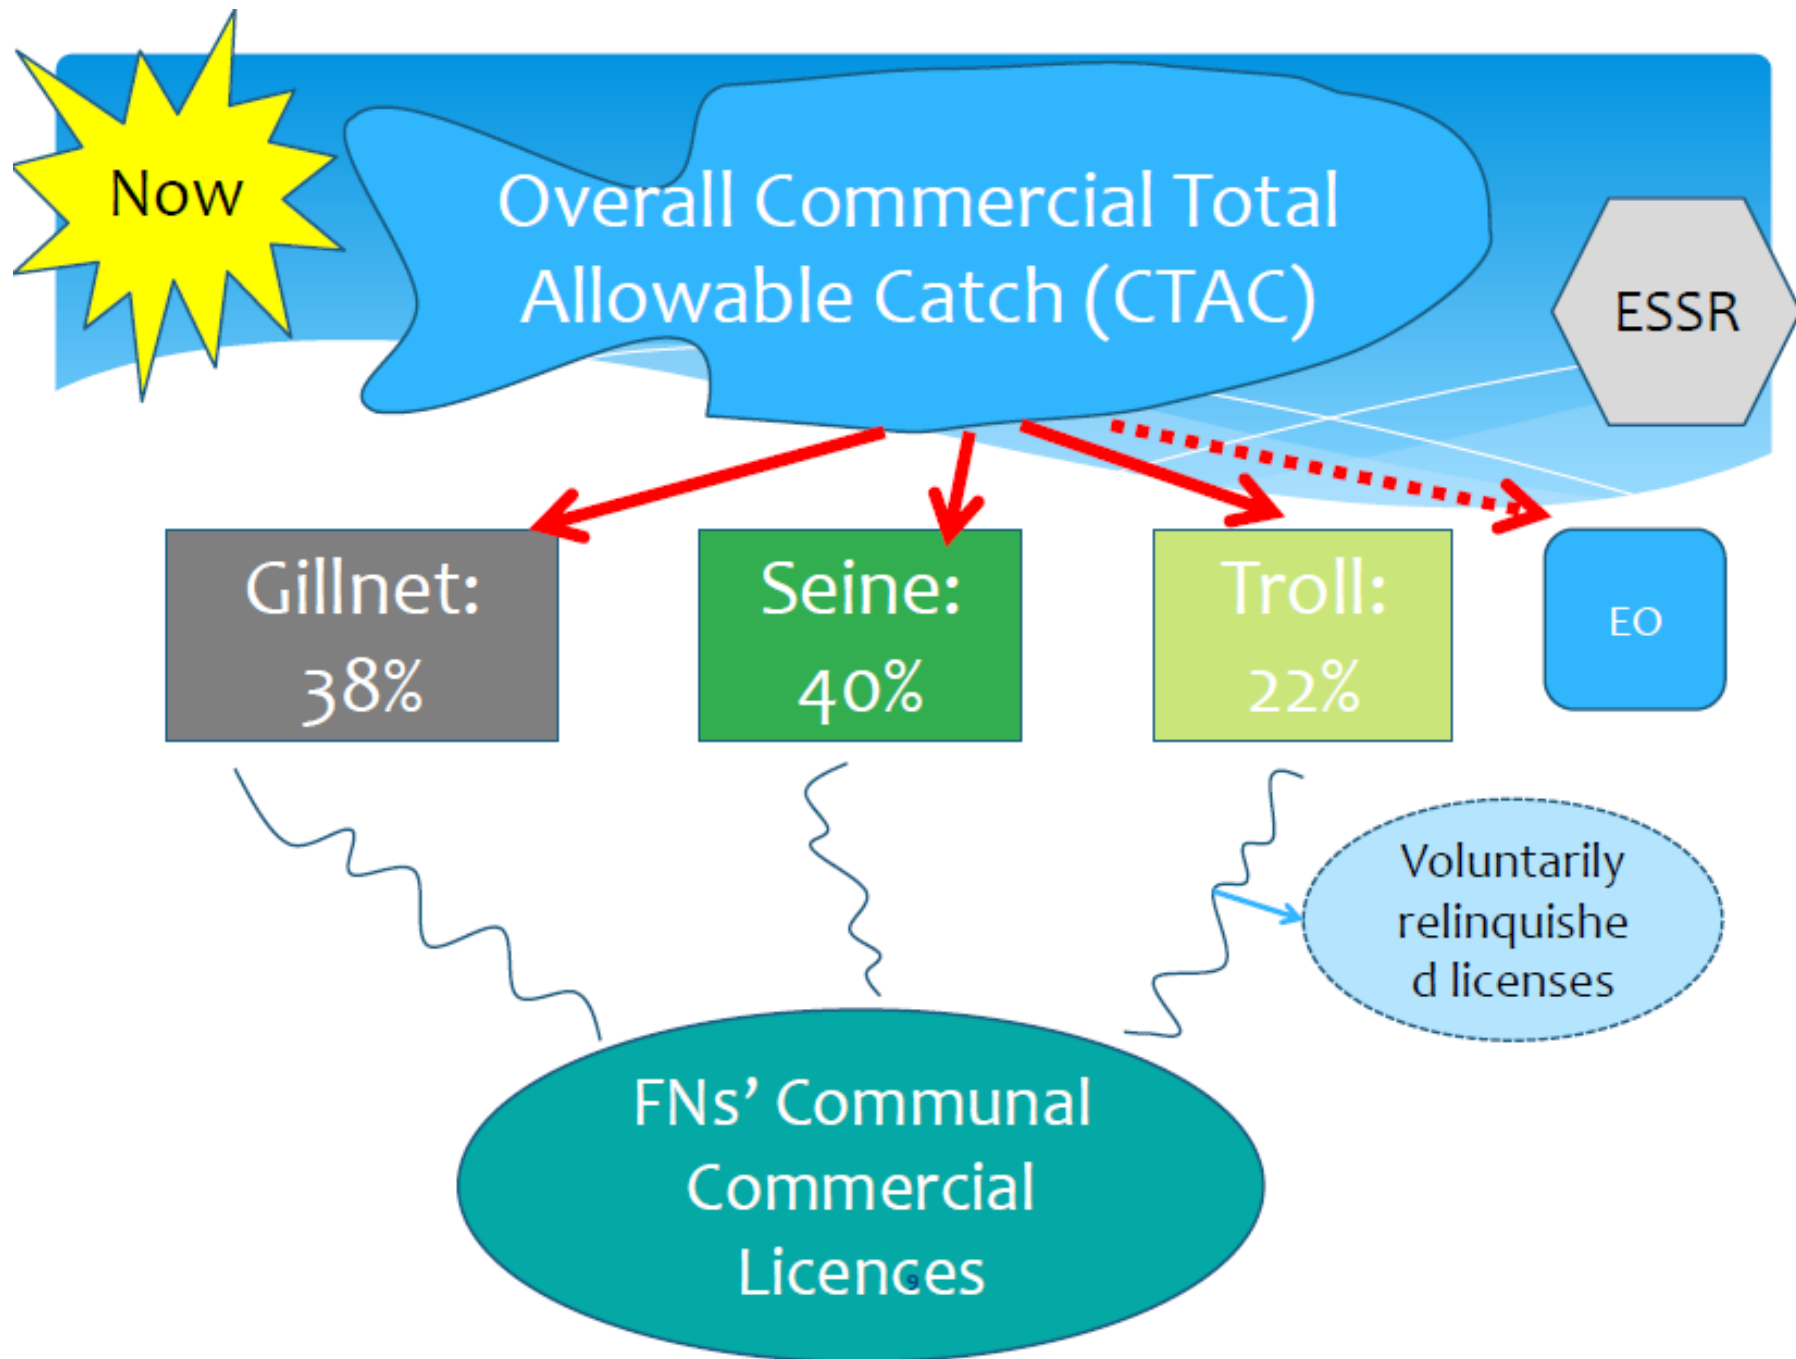 Now
Overall Commercial Total
Allowable Catch (CTAC)
ESSR
Gillnet:
38%
Seine:
40%
Troll:
22%
EO
Voluntarily
relinquishe
d licenses
FNs’ Communal
Commercial
Licences
9